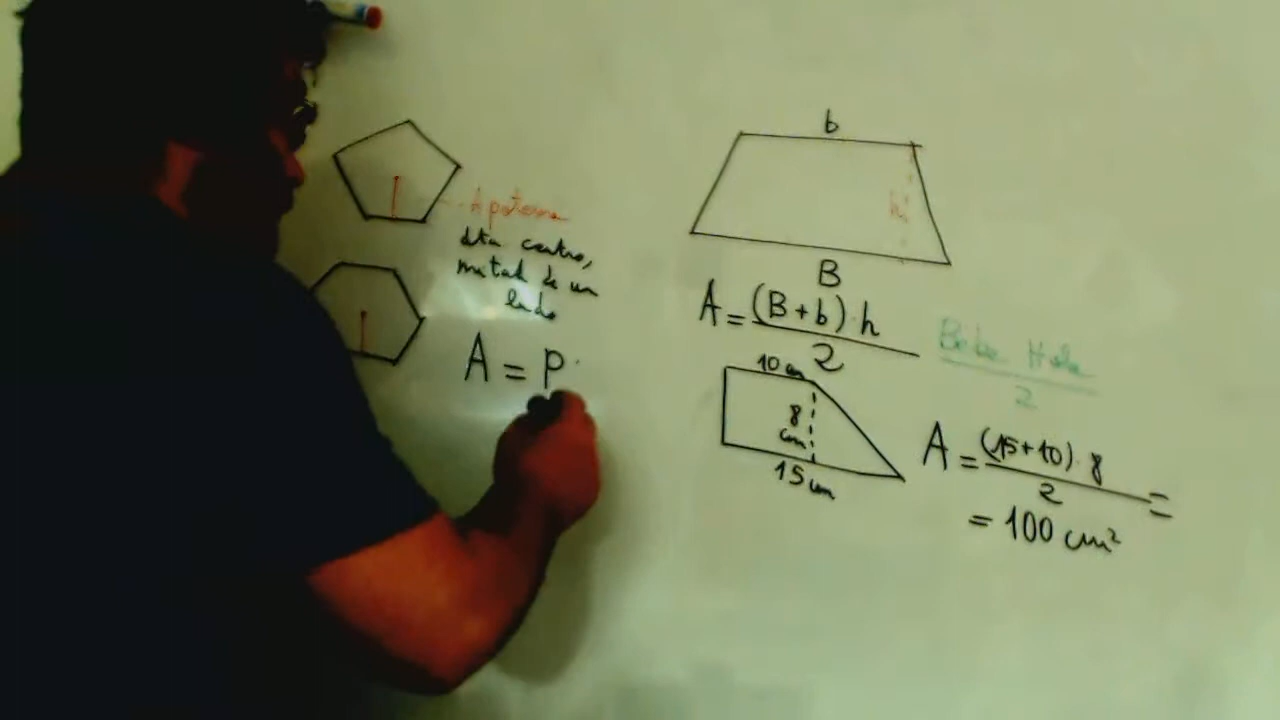 Apotema
dta centro,
mitad de un
lado
A = p ·
b
h
B
A = (B+b)·h
2
10 cm
8
cm
15 cm
2
A = (15+10)·8
2
=
= 100 cm²